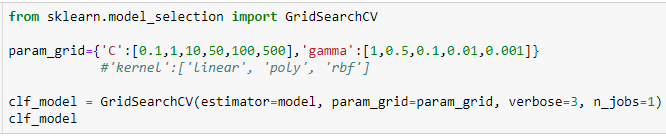 from sklearn.model_selection import GridSearchCV
param_grid={'C':[0.1,1,10,50,100,500],'gamma':[1,0.5,0.1,0.01,0.001]}
#'kernel':['linear', 'poly', 'rbf']
clf_model = GridSearchCV(estimator=model, param_grid=param_grid, verbose=3, n_jobs=1)
clf_model